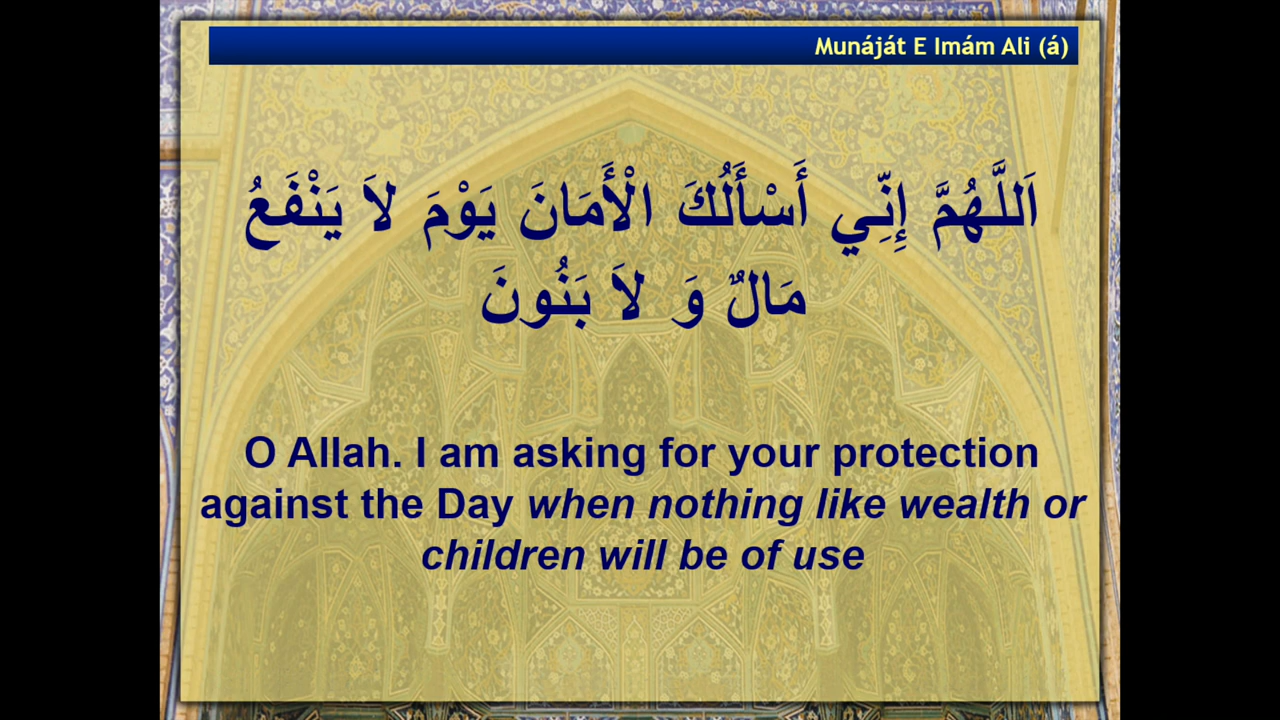 Munáját E Imám Ali (á)
اَللَّهُمَّ إِنِّي أَسْأَلُكَ الْأَمَانَ يَوْمَ لاَ يَنْفَعُ
مَالٌ وَ لاَ بَنُونَ
O Allah. I am asking for your protection
against the Day when nothing like wealth or
children will be of use